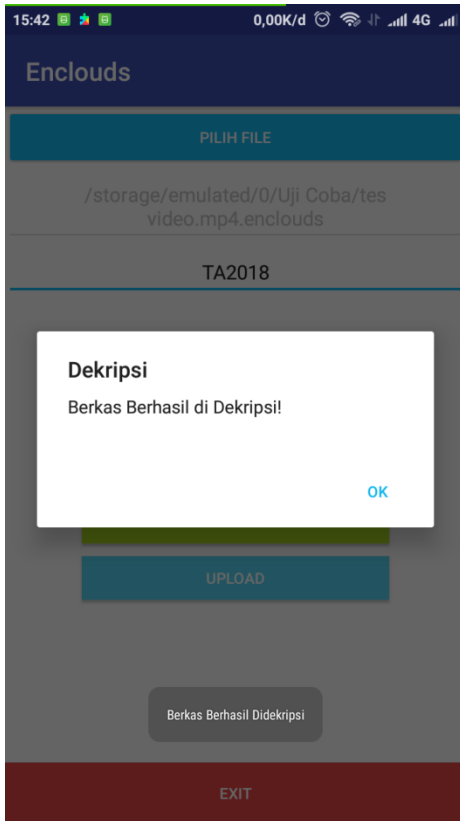 15:42 0,00K/d 4G
Enclouds
PILIH FILE
/storage/emulated/0/Uji Coba/tes
video.mp4.enclouds
TA2018
Dekripsi
Berkas Berhasil di Dekripsi!
OK
UPLOAD
Berkas Berhasil Didekripsi
EXIT